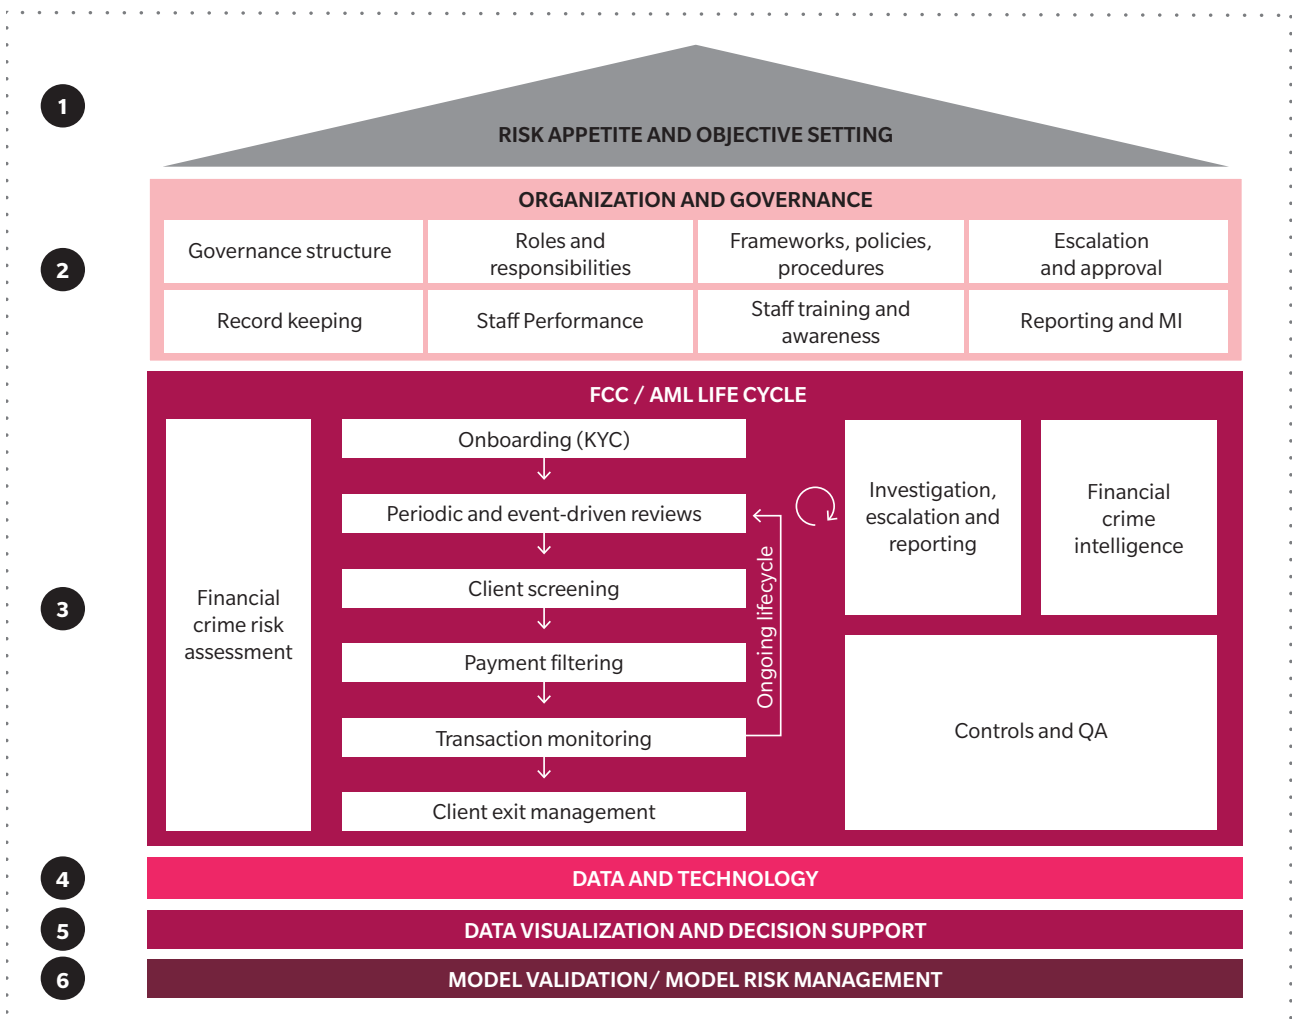 1
RISK APPETITE AND OBJECTIVE SETTING
2
ORGANIZATION AND GOVERNANCE
Governance structure
Roles and
responsibilities
Frameworks, policies,
procedures
Escalation
and approval
Record keeping
Staff Performance
Staff training and
awareness
Reporting and MI
3
FCC / AML LIFE CYCLE
Financial
crime risk
assessment
Onboarding (KYC)
Periodic and event-driven reviews
Client screening
Payment filtering
Transaction monitoring
Client exit management
Ongoing lifecycle
Investigation,
escalation and
reporting
Financial
crime
intelligence
Controls and QA
4
DATA AND TECHNOLOGY
5
DATA VISUALIZATION AND DECISION SUPPORT
6
MODEL VALIDATION/ MODEL RISK MANAGEMENT